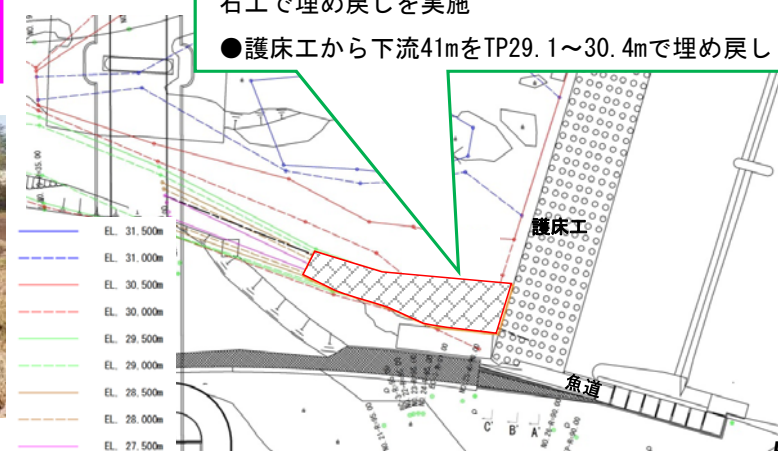 石工で埋め戻しを実施
●護床工から下流41mをTP29.1～30.4mで埋め戻し
護床工
魚道
EL. 31.500m
EL. 31.000m
EL. 30.500m
EL. 30.000m
EL. 29.500m
EL. 29.000m
EL. 28.500m
EL. 28.000m
EL. 27.500m
C
B
A